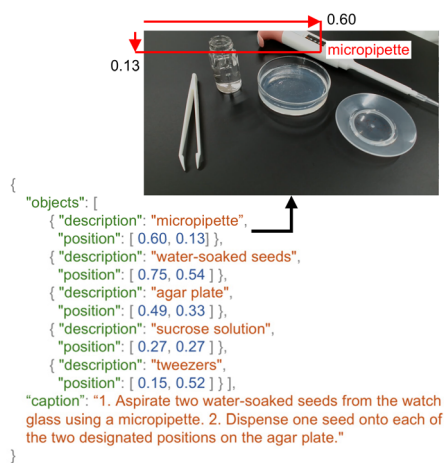 0.60
micropipette
0.13
{
"objects": [
{ "description": "micropipette",
"position": [ 0.60, 0.13] },
{ "description": "water-soaked seeds",
"position": [ 0.75, 0.54 ] },
{ "description": "agar plate",
"position": [ 0.49, 0.33 ] },
{ "description": "sucrose solution",
"position": [ 0.27, 0.27 ] },
{ "description": "tweezers",
"position": [ 0.15, 0.52 ] } ],
"caption": "1. Aspirate two water-soaked seeds from the watch
glass using a micropipette. 2. Dispense one seed onto each of
the two designated positions on the agar plate."
}